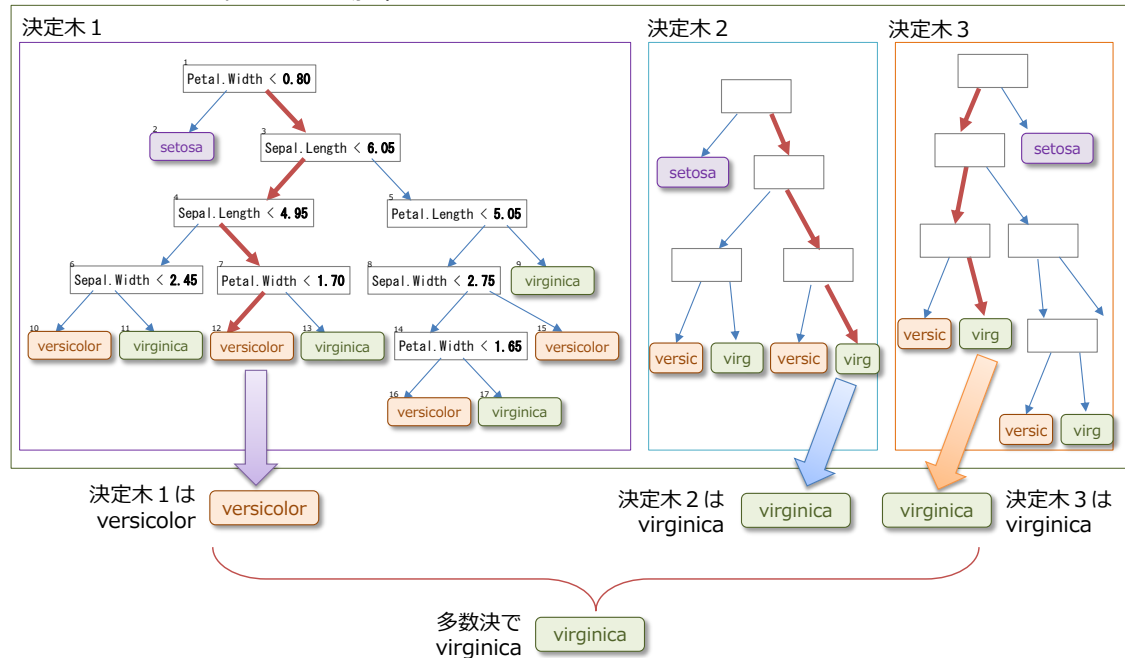 決定木1
1
Petal.Width < 0.80
2
setosa
3
Sepal.Length < 6.05
4
Sepal.Length < 4.95
5
Petal.Length < 5.05
6
Sepal.Width < 2.45
7
Petal.Width < 1.70
8
Sepal.Width < 2.75
9
virginica
10
versicolor
11
virginica
12
versicolor
13
virginica
14
Petal.Width < 1.65
15
versicolor
16
versicolor
17
virginica
決定木2
setosa
versic
virg
versic
virg
決定木3
setosa
versic
virg
versic
virg
決定木1は
versicolor
versicolor
決定木2は
virginica
virginica
virginica
決定木3は
virginica
多数決で
virginica
virginica